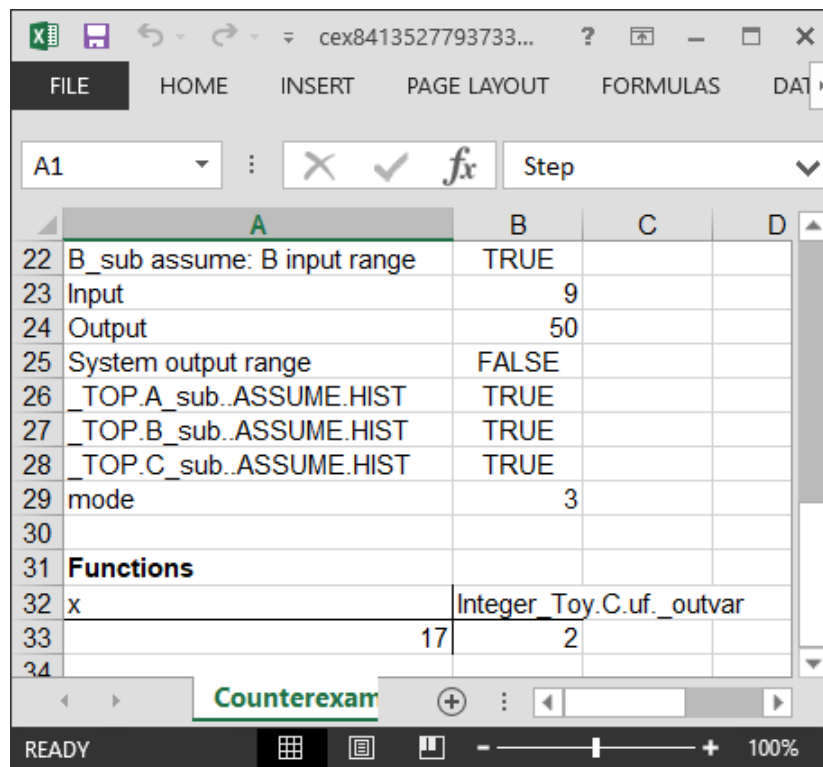 cex8413527793733... ?
FILE HOME INSERT PAGE LAYOUT FORMULAS DAT
A1 fx Step
A B C D
22 B_sub assume: B input range TRUE
23 Input 9
24 Output 50
25 System output range FALSE
26 _TOP.A_sub..ASSUME.HIST TRUE
27 _TOP.B_sub..ASSUME.HIST TRUE
28 _TOP.C_sub..ASSUME.HIST TRUE
29 mode 3
30
31 Functions
32 x Integer_Toy.C.uf._outvar
33 17 2
34
Counterexam
READY 100%